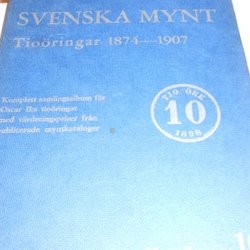 SVENSKA MYNT
Tioöringar 1874—1907
Komplett samlingsalbum för
Oscar II:s tioöringar
med värderingspriser från
publicerade myntkataloger
TIO ÖRE
10
1898